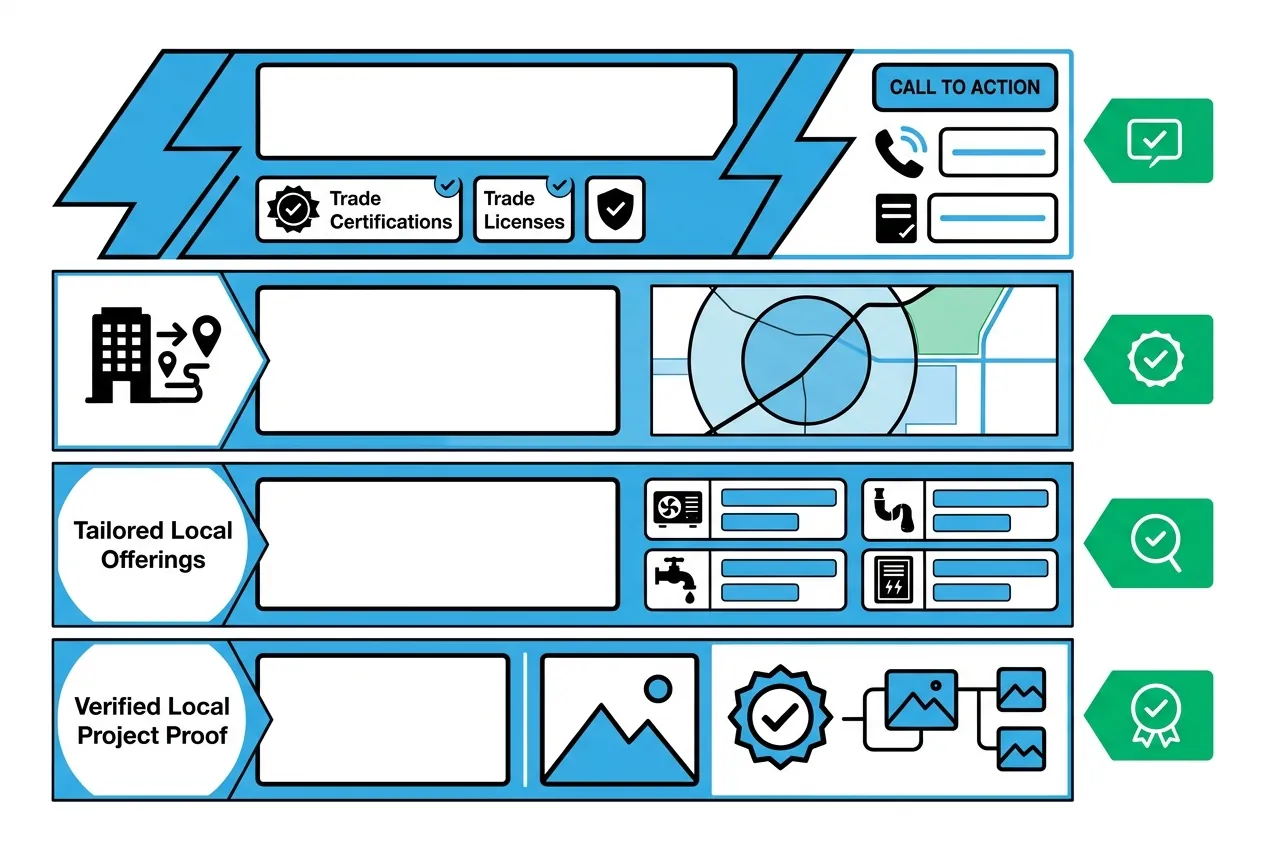 CALL TO ACTION
Trade
Certifications
Trade
Licenses
Tailored Local
Offerings
Verified Local
Project Proof